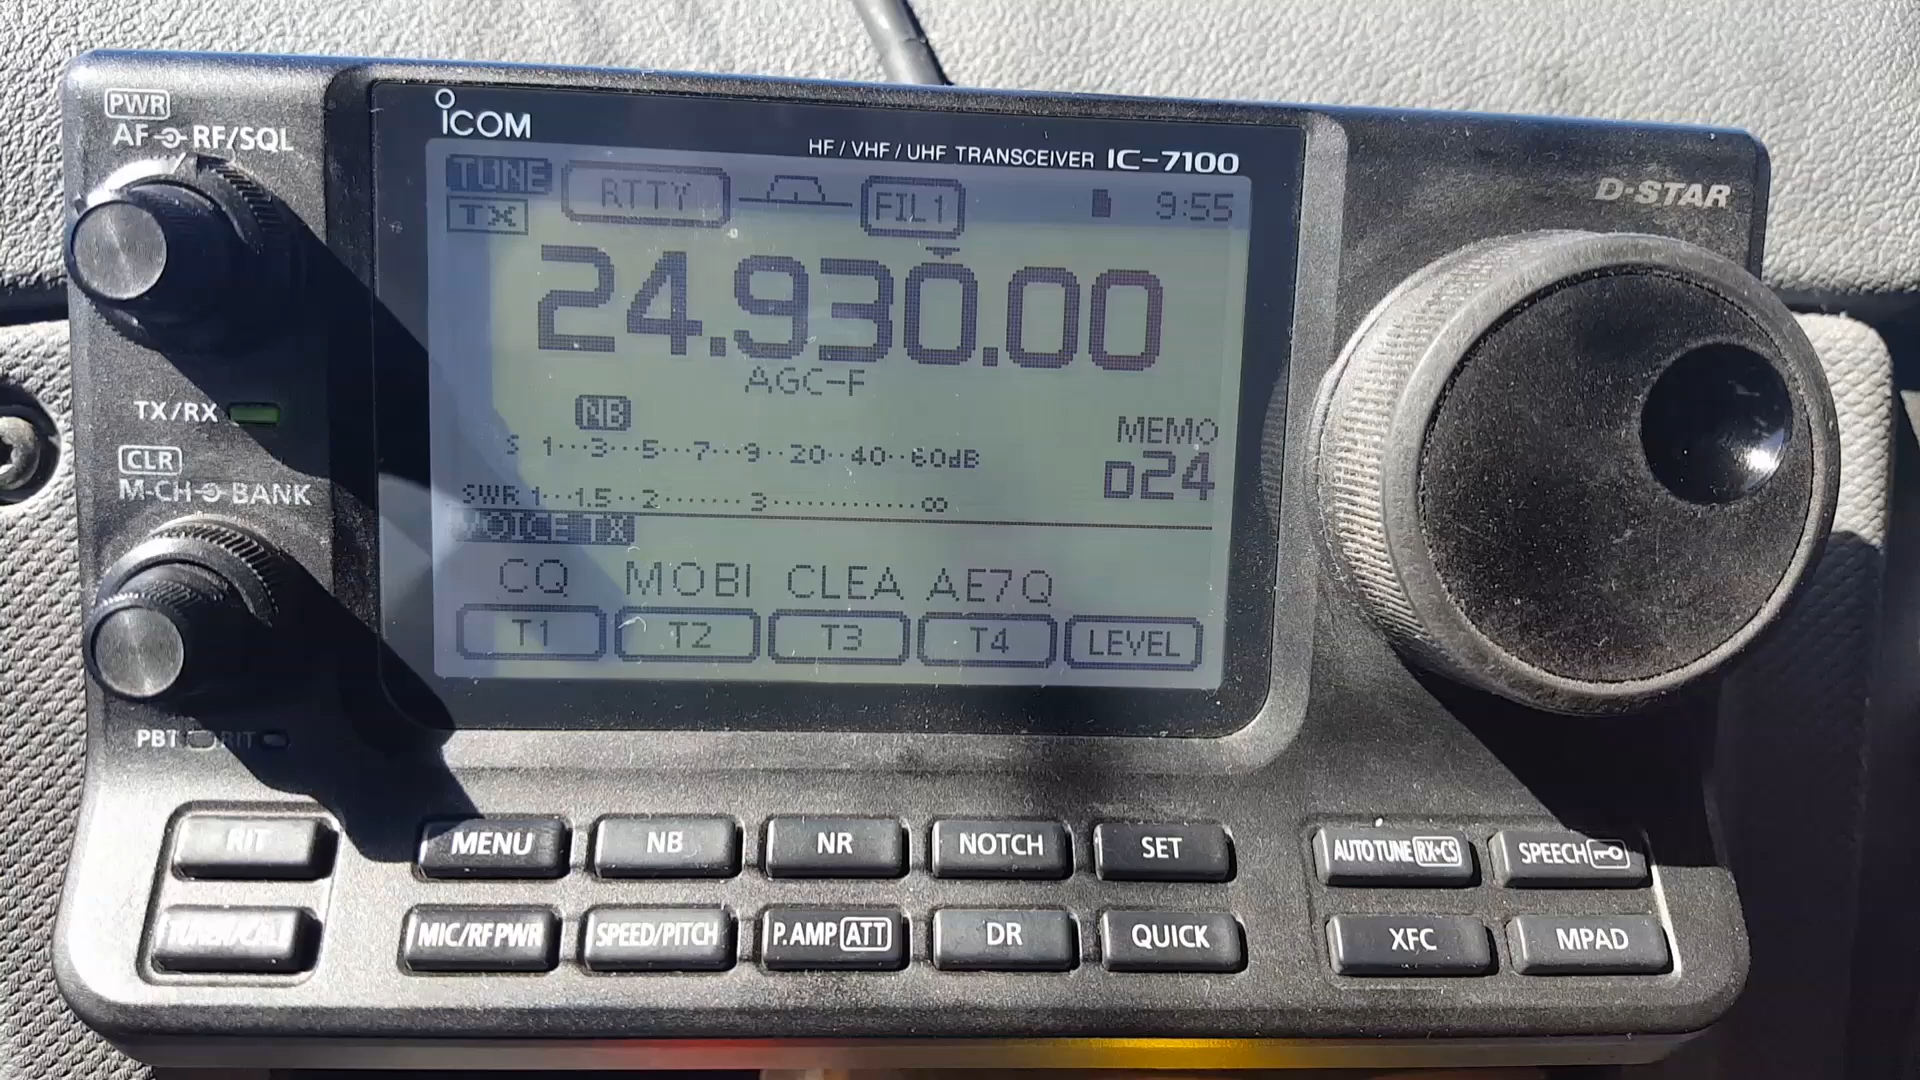 PWR
AF RF/SQL
ICOM
HF/VHF/UHF TRANSCEIVER IC-7100
D-STAR
TUNE RTTY FIL1 9:55
TX
24.930.00
AGC-F
TX/RX
NB
MEMO
S 1···3···5···7···9··20··40··60dB
D24
CLR
M-CH BANK
SWR 1···1.5··2·······3·············∞
VOICE TX
CQ MOBI CLEA AE7Q
T1 T2 T3 T4 LEVEL
PBT RIT
RIT MENU NB NR NOTCH SET AUTOTUNE RX→CS SPEECH
TUNER/CALL MIC/RF PWR SPEED/PITCH P.AMP ATT DR QUICK XFC MPAD